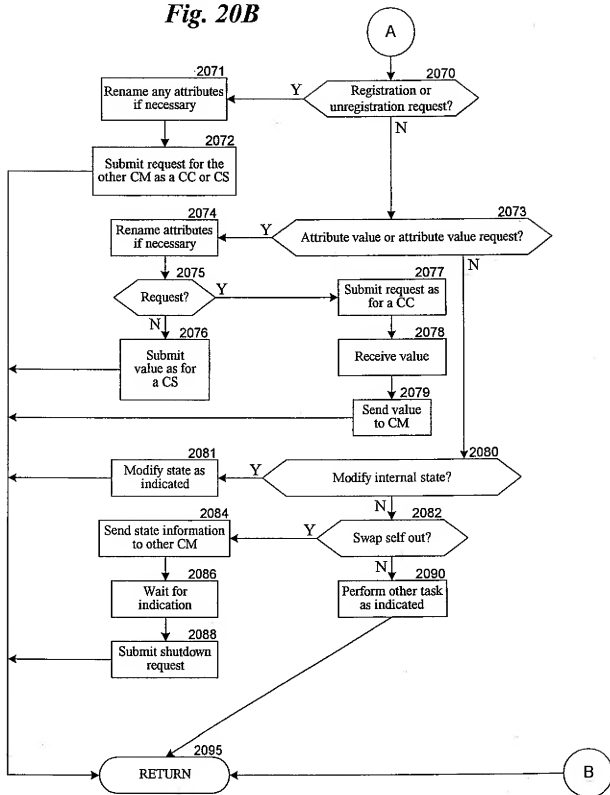 Fig. 20B
A
2070
Registration or
unregistration request?
Y
N
2071
Rename any attributes
if necessary
2072
Submit request for the
other CM as a CC or CS
2073
Attribute value or attribute value request?
Y
N
2074
Rename attributes
if necessary
2075
Request?
Y
N
2076
Submit
value as for
a CS
2077
Submit request as
for a CC
2078
Receive value
2079
Send value
to CM
2080
Modify internal state?
Y
N
2081
Modify state as
indicated
2082
Swap self out?
Y
N
2084
Send state information
to other CM
2086
Wait for
indication
2088
Submit shutdown
request
2090
Perform other task
as indicated
2095
RETURN
B